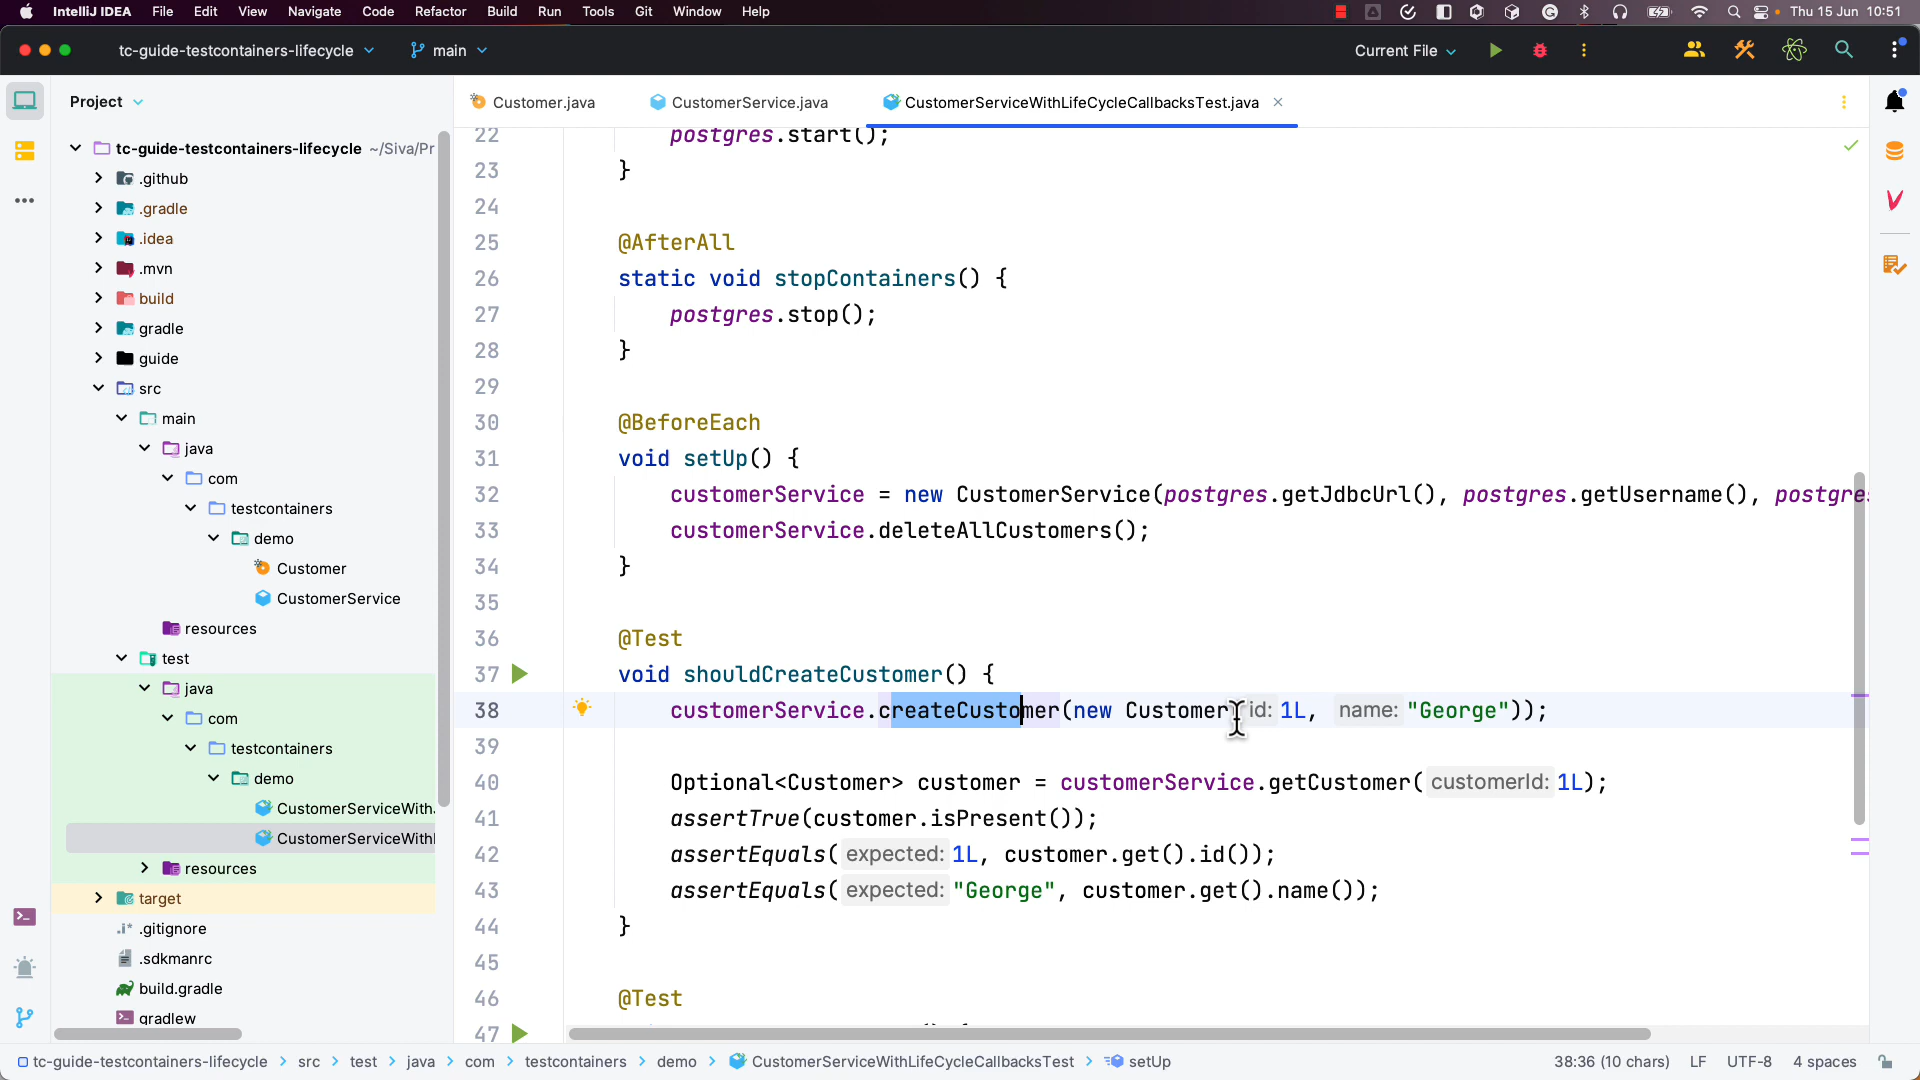 IntelliJ IDEA File Edit View Navigate Code Refactor Build Run Tools Git Window Help Thu 15 Jun 10:51
tc-guide-testcontainers-lifecycle main Current File
Project
Customer.java CustomerService.java CustomerServiceWithLifeCycleCallbacksTest.java
tc-guide-testcontainers-lifecycle ~/Siva/Pr
.github
.gradle
.idea
.mvn
build
gradle
guide
src
main
java
com
testcontainers
demo
Customer
CustomerService
resources
test
java
com
testcontainers
demo
CustomerServiceWith
CustomerServiceWithl
resources
target
.gitignore
.sdkmanrc
build.gradle
gradlew
22 postgres.start();
23 }
24
25 @AfterAll
26 static void stopContainers() {
27 postgres.stop();
28 }
29
30 @BeforeEach
31 void setUp() {
32 customerService = new CustomerService(postgres.getJdbcUrl(), postgres.getUsername(), postgres
33 customerService.deleteAllCustomers();
34 }
35
36 @Test
37 void shouldCreateCustomer() {
38 customerService.createCustomer(new Customer( id: 1L, name: "George"));
39
40 Optional<Customer> customer = customerService.getCustomer( customerId: 1L);
41 assertTrue(customer.isPresent());
42 assertEquals( expected: 1L, customer.get().id());
43 assertEquals( expected: "George", customer.get().name());
44 }
45
46 @Test
47
tc-guide-testcontainers-lifecycle > src > test > java > com > testcontainers > demo > CustomerServiceWithLifeCycleCallbacksTest > setUp 38:36 (10 chars) LF UTF-8 4 spaces